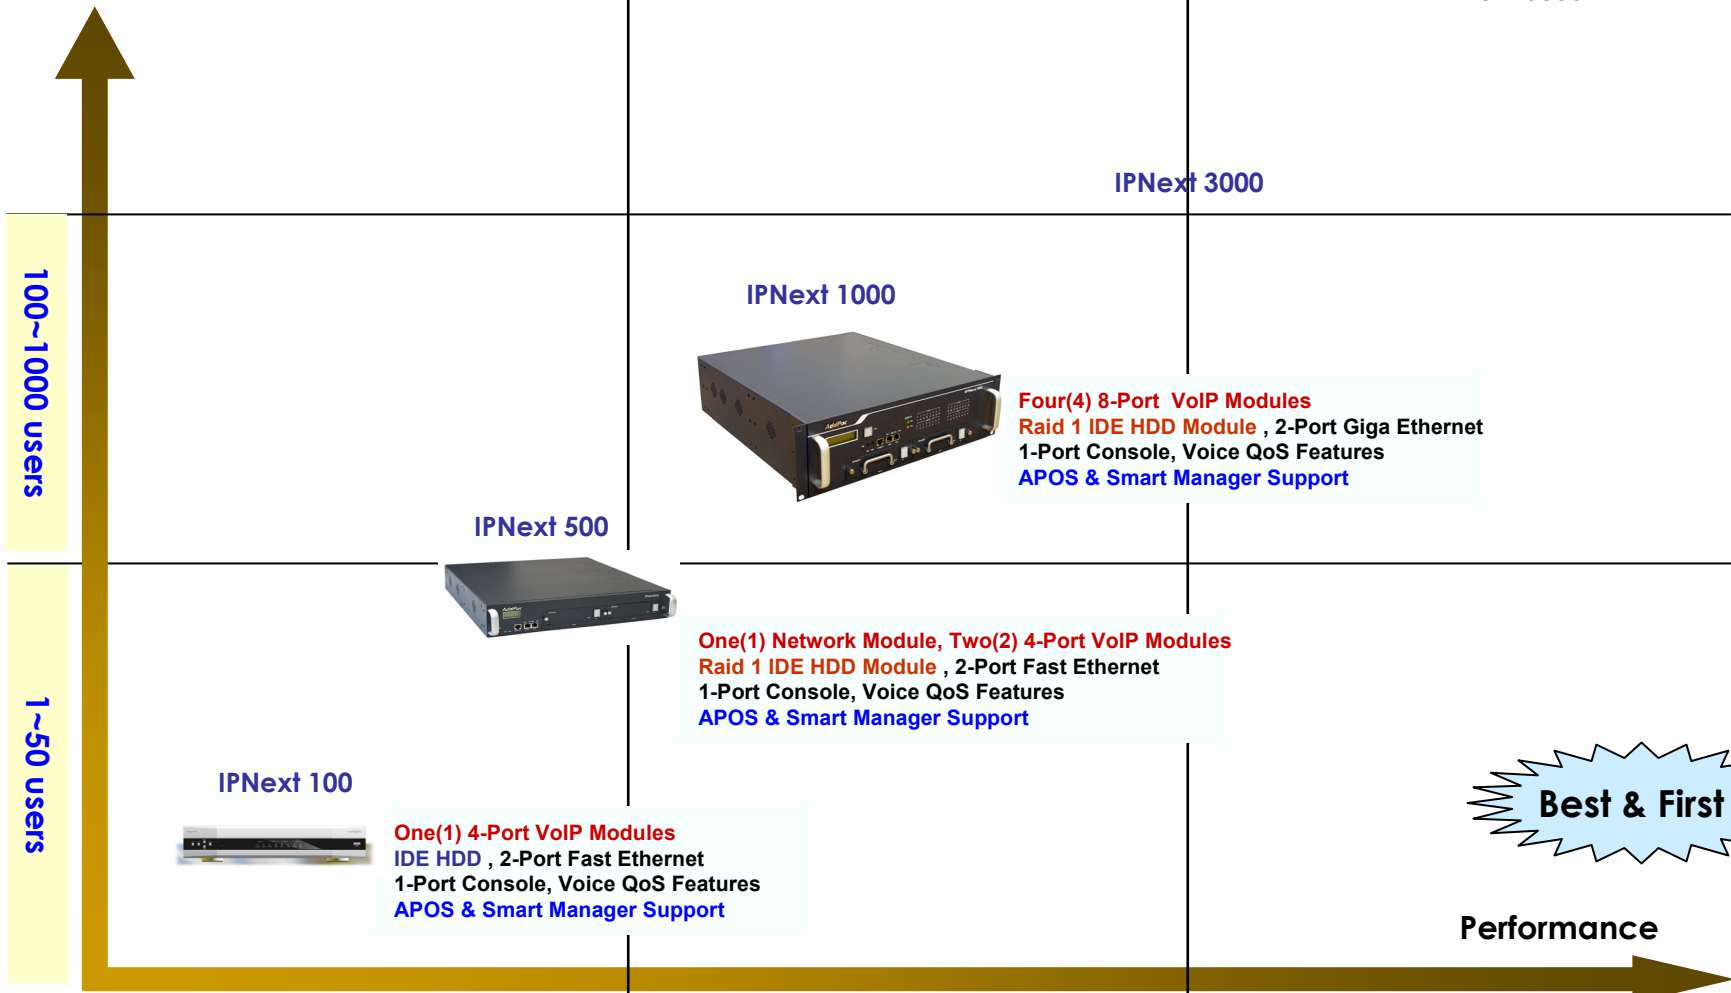 IPNext 3000
100~1000 users
IPNext 1000
AddPac
Four(4) 8-Port VoIP Modules
Raid 1 IDE HDD Module , 2-Port Giga Ethernet
1-Port Console, Voice QoS Features
APOS & Smart Manager Support
IPNext 500
AddPac
One(1) Network Module, Two(2) 4-Port VoIP Modules
Raid 1 IDE HDD Module , 2-Port Fast Ethernet
1-Port Console, Voice QoS Features
APOS & Smart Manager Support
1~50 users
IPNext 100
One(1) 4-Port VoIP Modules
IDE HDD , 2-Port Fast Ethernet
1-Port Console, Voice QoS Features
APOS & Smart Manager Support
Best & First
Performance